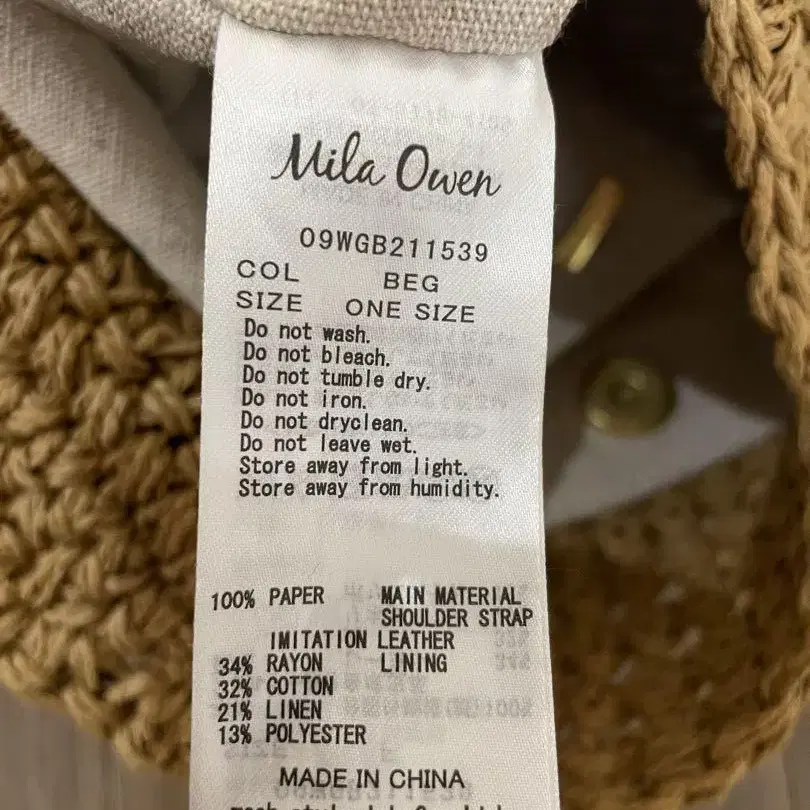 Mila Owen
09WGB211539
COL BEG
SIZE ONE SIZE
Do not wash.
Do not bleach.
Do not tumble dry.
Do not iron.
Do not dryclean.
Do not leave wet.
Store away from light.
Store away from humidity.
100% PAPER MAIN MATERIAL
SHOULDER STRAP
IMITATION LEATHER
34% RAYON LINING
32% COTTON
21% LINEN
13% POLYESTER
MADE IN CHINA